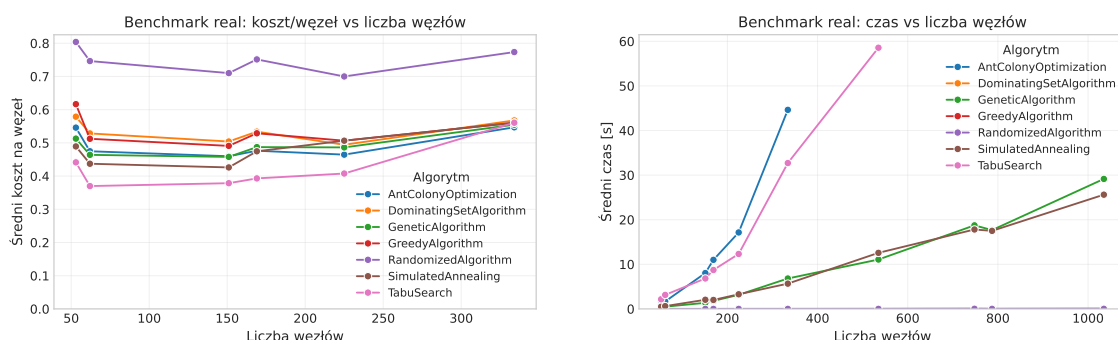 Benchmark real: koszt/węzeł vs liczba węzłów
Średni koszt na węzeł
0.8
0.7
0.6
0.5
0.4
0.3
0.2
0.1
0.0
50 100 150 200 250 300
Liczba węzłów
Algorytm
AntColonyOptimization
DominatingSetAlgorithm
GeneticAlgorithm
GreedyAlgorithm
RandomizedAlgorithm
SimulatedAnnealing
TabuSearch
Benchmark real: czas vs liczba węzłów
Średni czas [s]
60
50
40
30
20
10
0
200 400 600 800 1000
Liczba węzłów
Algorytm
AntColonyOptimization
DominatingSetAlgorithm
GeneticAlgorithm
GreedyAlgorithm
RandomizedAlgorithm
SimulatedAnnealing
TabuSearch